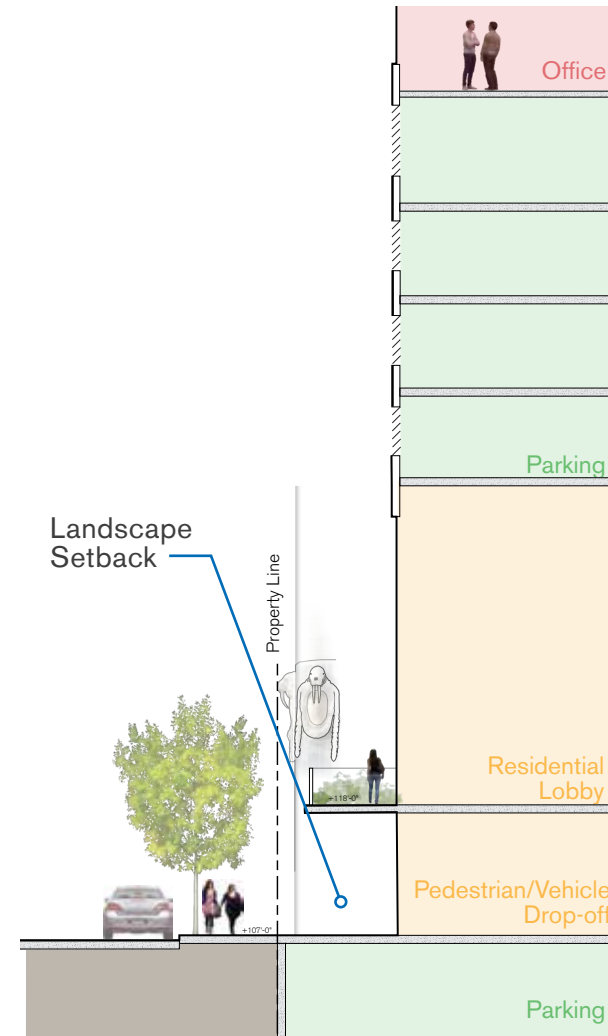 Office
Parking
Landscape
Setback
Property Line
Residential
Lobby
+118'-0"
Pedestrian/Vehicle
Drop-off
+107'-0"
Parking